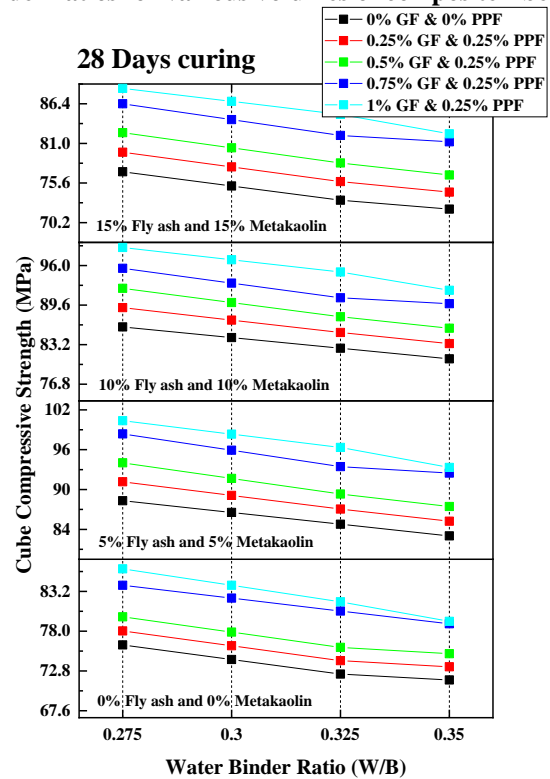 0% GF & 0% PPF
0.25% GF & 0.25% PPF
0.5% GF & 0.25% PPF
0.75% GF & 0.25% PPF
1% GF & 0.25% PPF
28 Days curing
86.4
81.0
75.6
70.2
15% Fly ash and 15% Metakaolin
96.0
89.6
83.2
76.8
10% Fly ash and 10% Metakaolin
102
96
90
84
5% Fly ash and 5% Metakaolin
83.2
78.0
72.8
67.6
0% Fly ash and 0% Metakaolin
Cube Compressive Strength (MPa)
0.275 0.3 0.325 0.35
Water Binder Ratio (W/B)